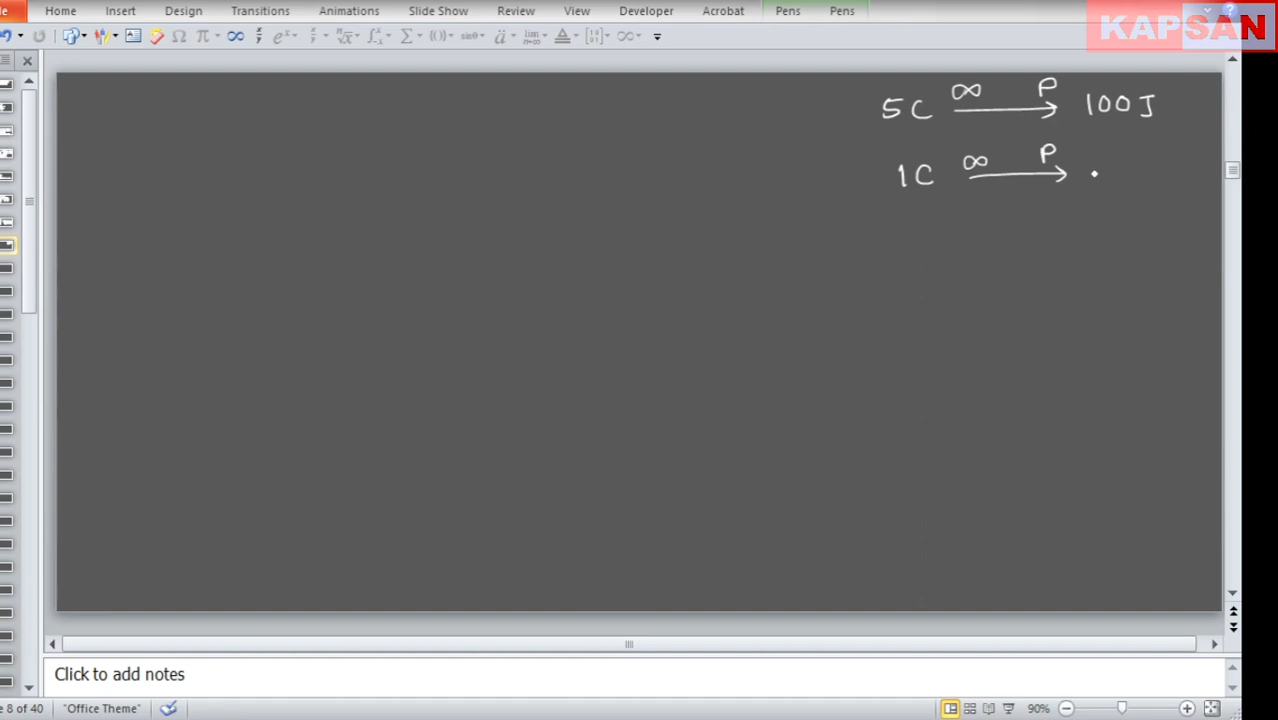 Home Insert Design Transitions Animations Slide Show Review View Developer Acrobat Pens Pens
KAPSAN
5C ∞ → P 100J
1C ∞ → P
Click to add notes
8 of 40 "Office Theme" 90%